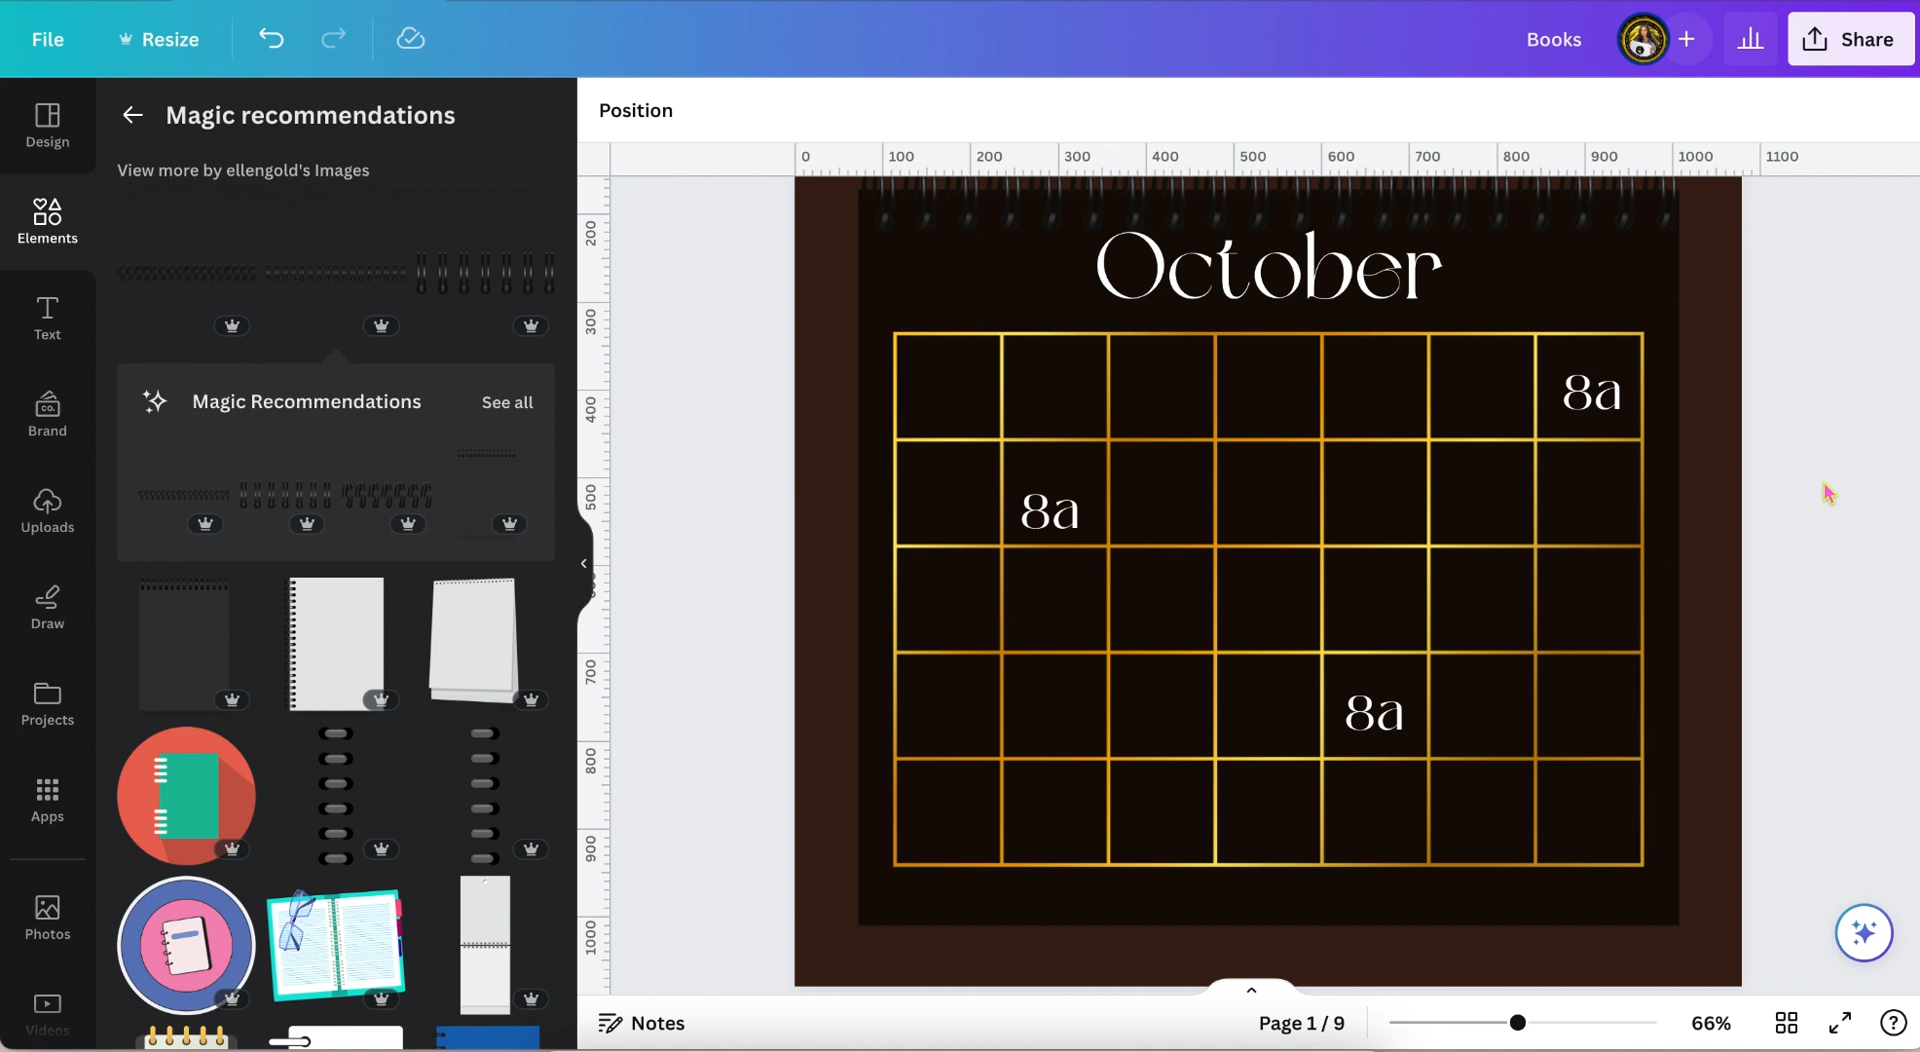 File
Resize
Books
Share
Design
Elements
Text
Brand
CO.
Uploads
Draw
Projects
Apps
Photos
Videos
Magic recommendations
View more by ellengold's Images
Magic Recommendations
See all
Position
0 100 200 300 400 500 600 700 800 900 1000 1100
200
300
400
500
700
800
900
1000
October
8a
8a
8a
Notes
Page 1 / 9
66%